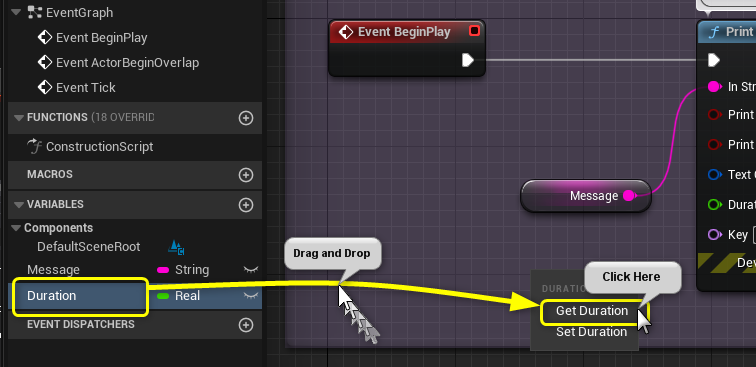 EventGraph
Event BeginPlay
Event ActorBeginOverlap
Event Tick
FUNCTIONS (18 OVERRID
ConstructionScript
MACROS
VARIABLES
Components
DefaultSceneRoot
Message String
Duration Real
EVENT DISPATCHERS
Event BeginPlay
Print
In Str
Print
Print
Text
Durat
Key
De
Message
Drag and Drop
DURATIO
Click Here
Get Duration
Set Duration